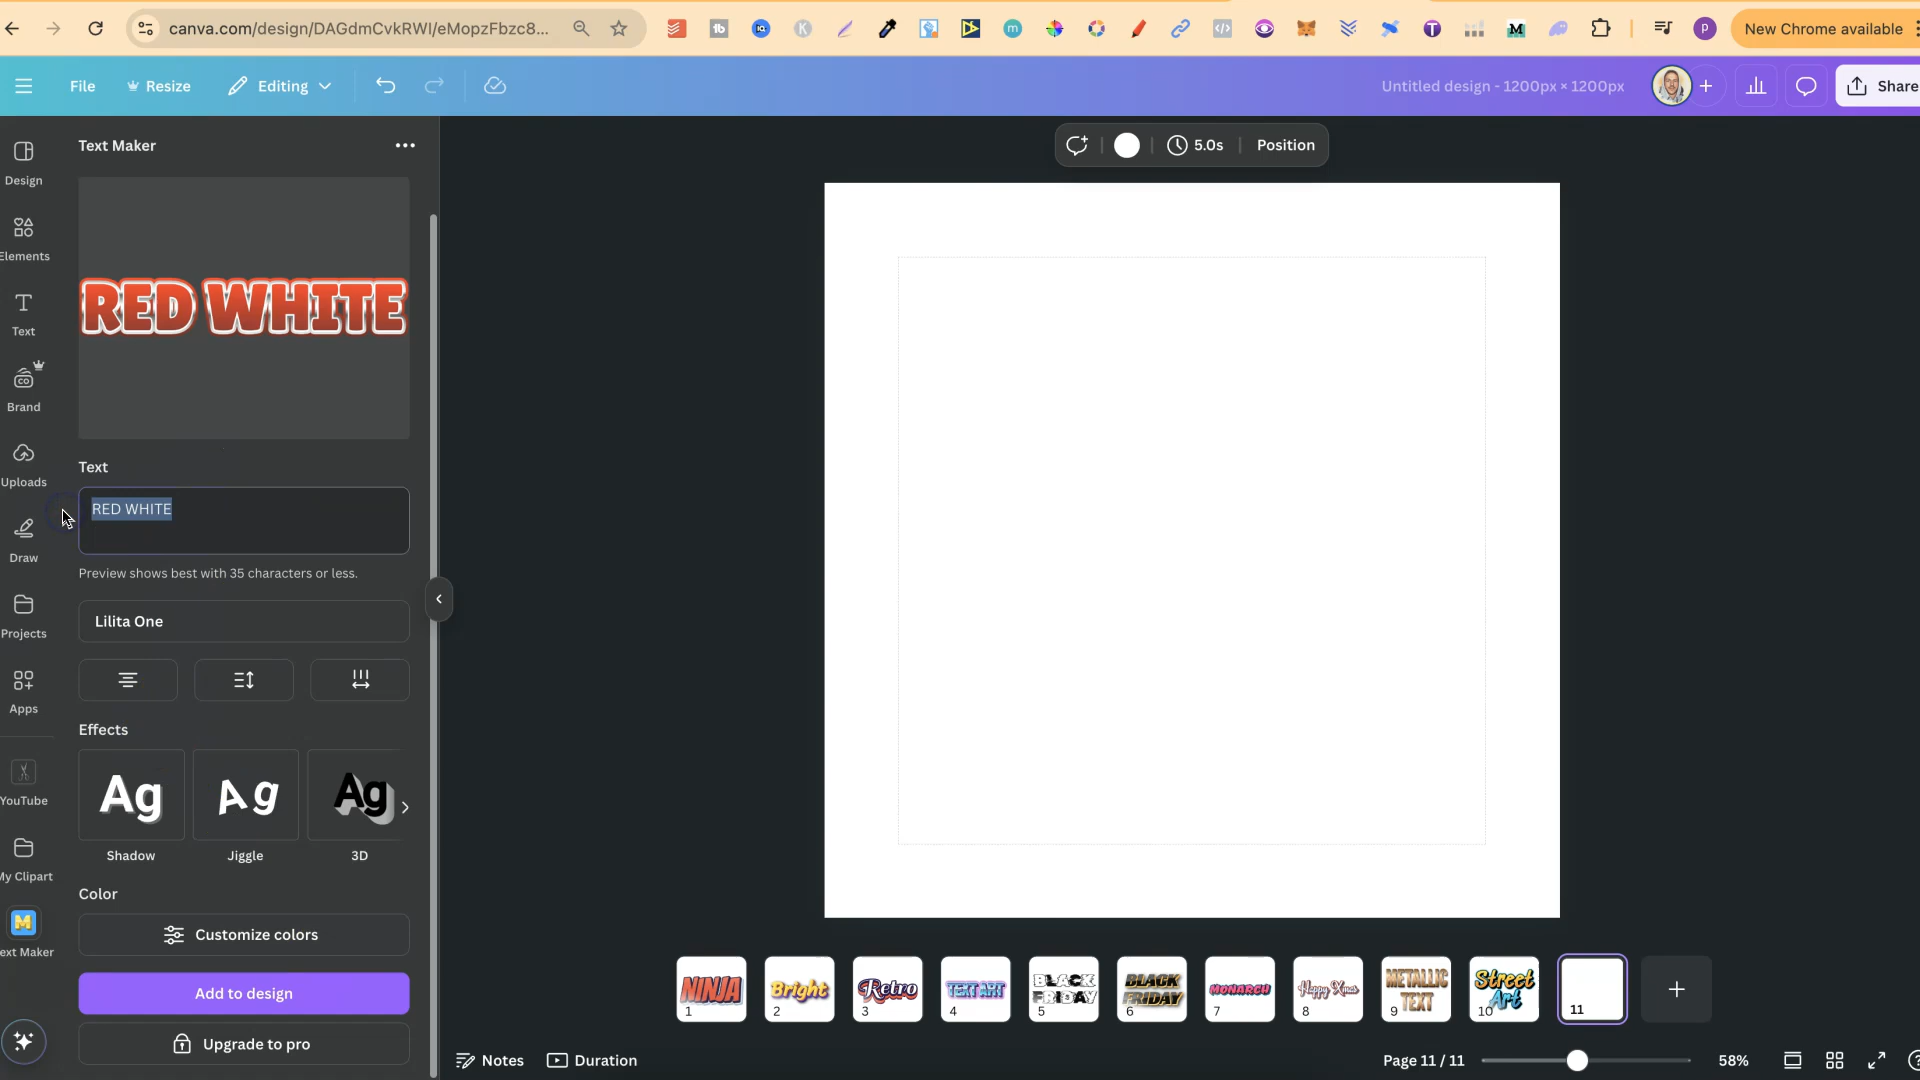 canva.com/design/DAGdmCvkRWI/eMopzFbzc8...
New Chrome available
File
Resize
Editing
Untitled design - 1200px × 1200px
Share
Design
Elements
Text
Brand
Uploads
Draw
Projects
Apps
YouTube
My Clipart
ext Maker
Text Maker
RED WHITE
Text
RED WHITE
Preview shows best with 35 characters or less.
Lilita One
Effects
Ag
Ag
Ag
Shadow
Jiggle
3D
Color
Customize colors
Add to design
Upgrade to pro
5.0s
Position
NINJA
1
Bright
2
Retro
3
TEXT ART
4
BLACK
FRIDAY
5
BLACK
FRIDAY
6
MONARCH
7
Happy Xmas
8
METALLIC
TEXT
9
Street
Art
10
11
Notes
Duration
Page 11 / 11
58%